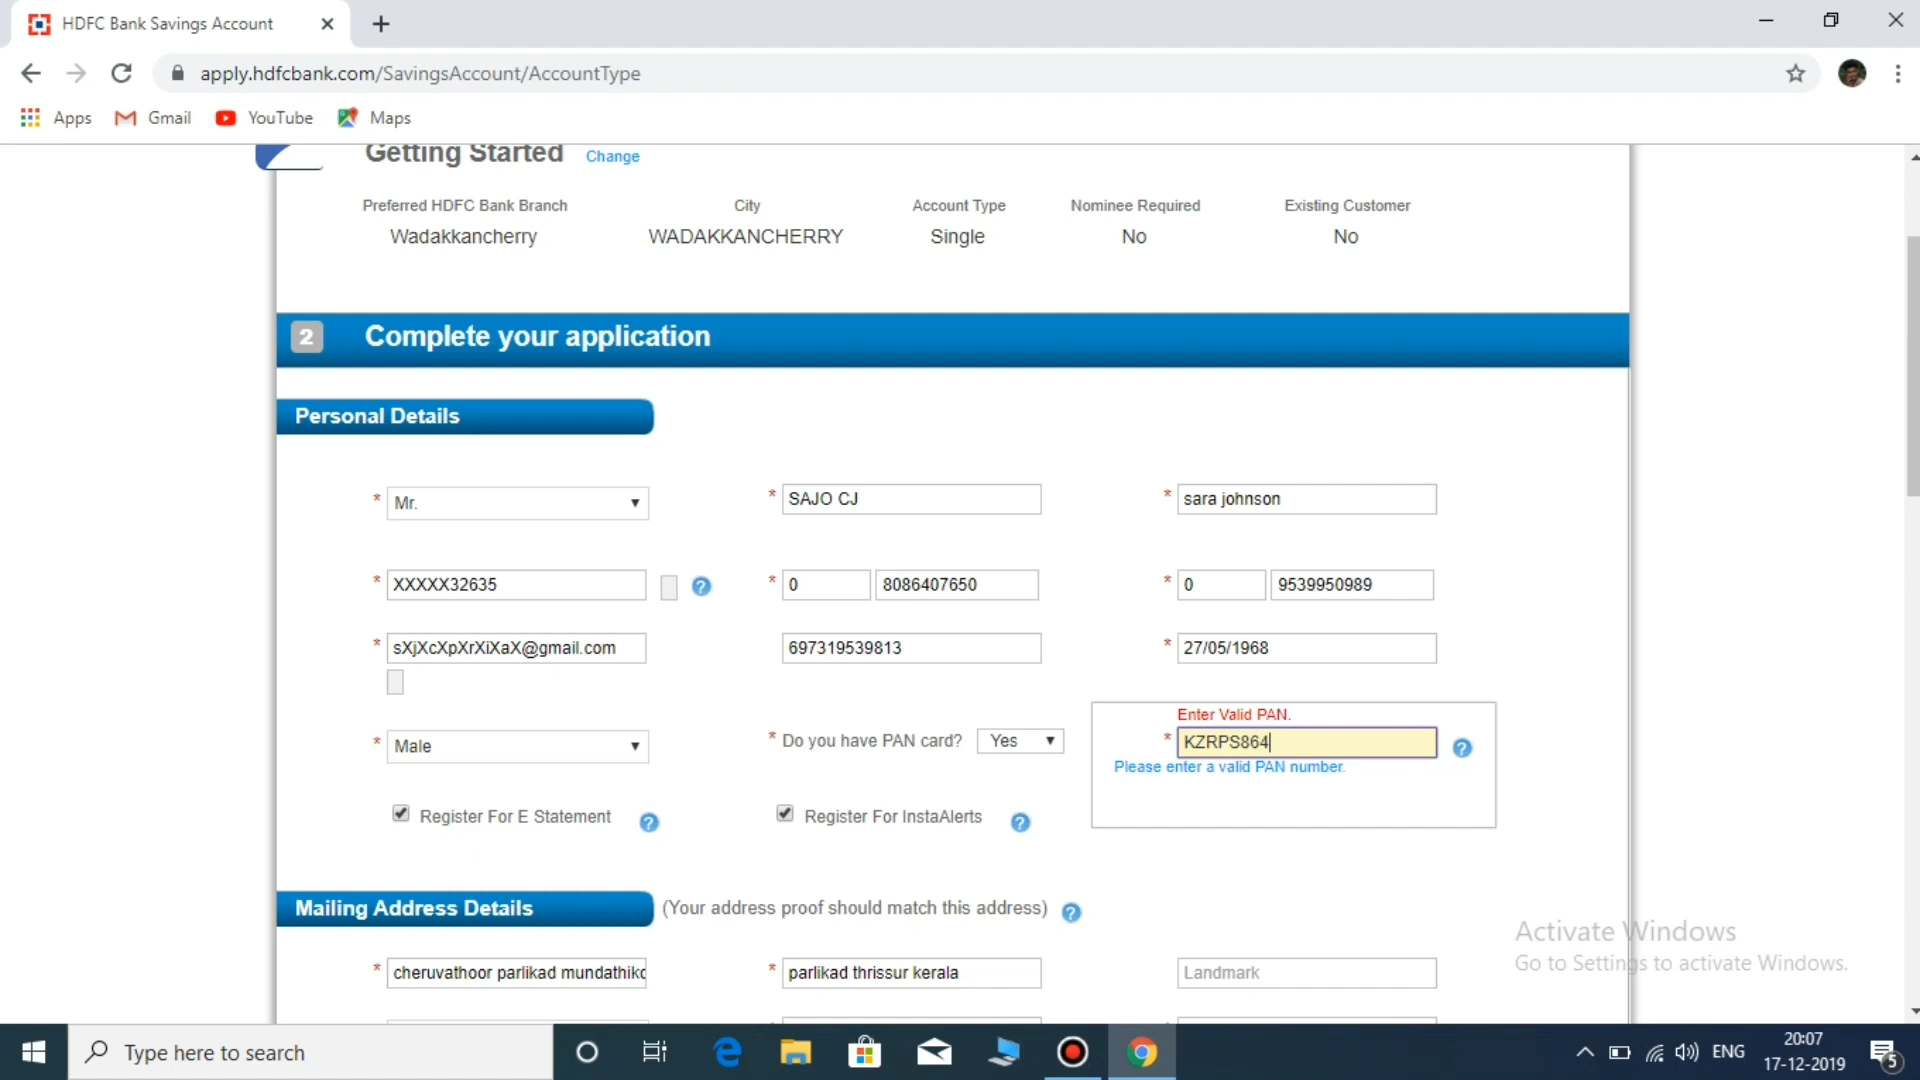 HDFC Bank Savings Account
apply.hdfcbank.com/SavingsAccount/AccountType
Apps Gmail YouTube Maps
Getting Started Change
Preferred HDFC Bank Branch City Account Type Nominee Required Existing Customer
Wadakkancherry WADAKKANCHERRY Single No No
2 Complete your application
Personal Details
* Mr. * SAJO CJ * sara johnson
* XXXXX32635 ? * 0 8086407650 * 0 9539950989
* sXjXcXpXrXiXaX@gmail.com 697319539813 * 27/05/1968
Enter Valid PAN.
* Male * Do you have PAN card? Yes * KZRPS864 ?
Please enter a valid PAN number.
Register For E Statement ? Register For InstaAlerts ?
Mailing Address Details (Your address proof should match this address) ?
* cheruvathoor parlikad mundathikc * parlikad thrissur kerala Landmark
Activate Windows
Go to Settings to activate Windows.
Type here to search ENG 20:07
17-12-2019 5